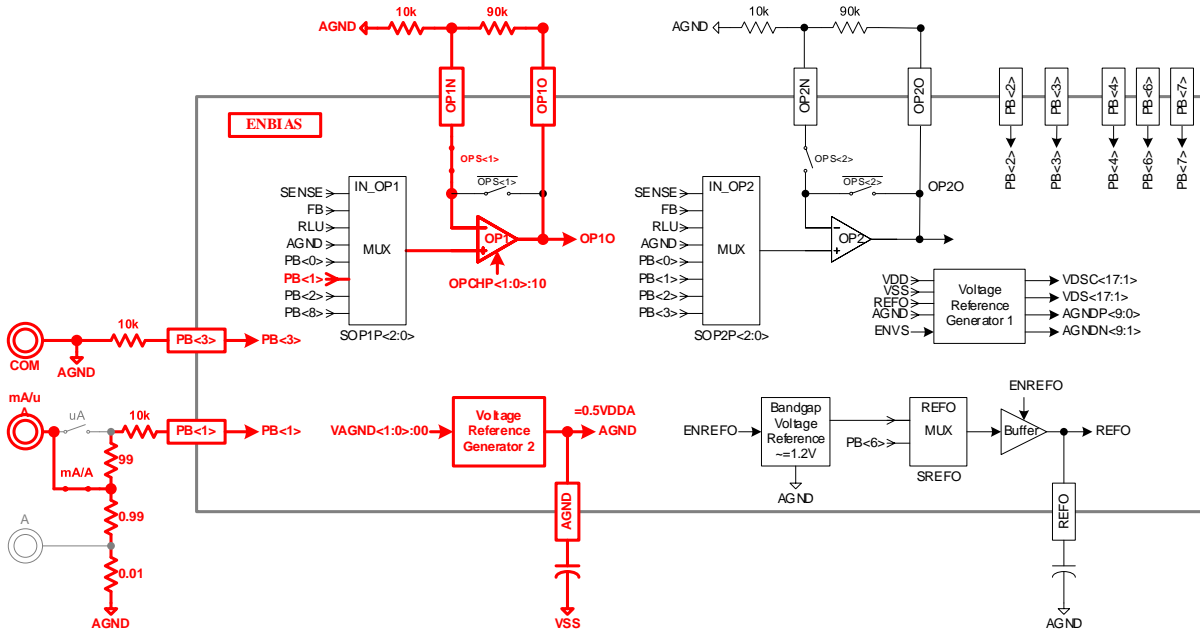 10k
90k
AGND
OP1N
OP1O
10k
90k
AGND
OP2N
OP2O
PB<2>
PB<3>
PB<4>
PB<6>
PB<7>
PB<2>
PB<3>
PB<4>
PB<6>
PB<7>
ENBIAS
OPS<1>
OPS<1>
OPS<2>
OPS<2>
OP2O
IN_OP1
MUX
SENSE
FB
RLU
AGND
PB<0>
PB<1>
PB<2>
PB<8>
SOP1P<2:0>
OP1
OP1O
OPCHP<1:0>:10
IN_OP2
MUX
SENSE
FB
RLU
AGND
PB<0>
PB<1>
PB<2>
PB<3>
SOP2P<2:0>
OP2
VDD
VSS
REFO
AGND
ENVS
Voltage
Reference
Generator 1
VDSC<17:1>
VDS<17:1>
AGNDP<9:0>
AGNDN<9:1>
COM
AGND
10k
PB<3>
PB<3>
mA/u
A
uA
10k
PB<1>
PB<1>
99
mA/A
0.99
A
0.01
AGND
VAGND<1:0>:00
Voltage
Reference
Generator 2
=0.5VDDA
AGND
AGND
VSS
ENREFO
Bandgap
Voltage
Reference
~=1.2V
AGND
PB<6>
REFO
MUX
SREFO
ENREFO
Buffer
REFO
REFO
AGND